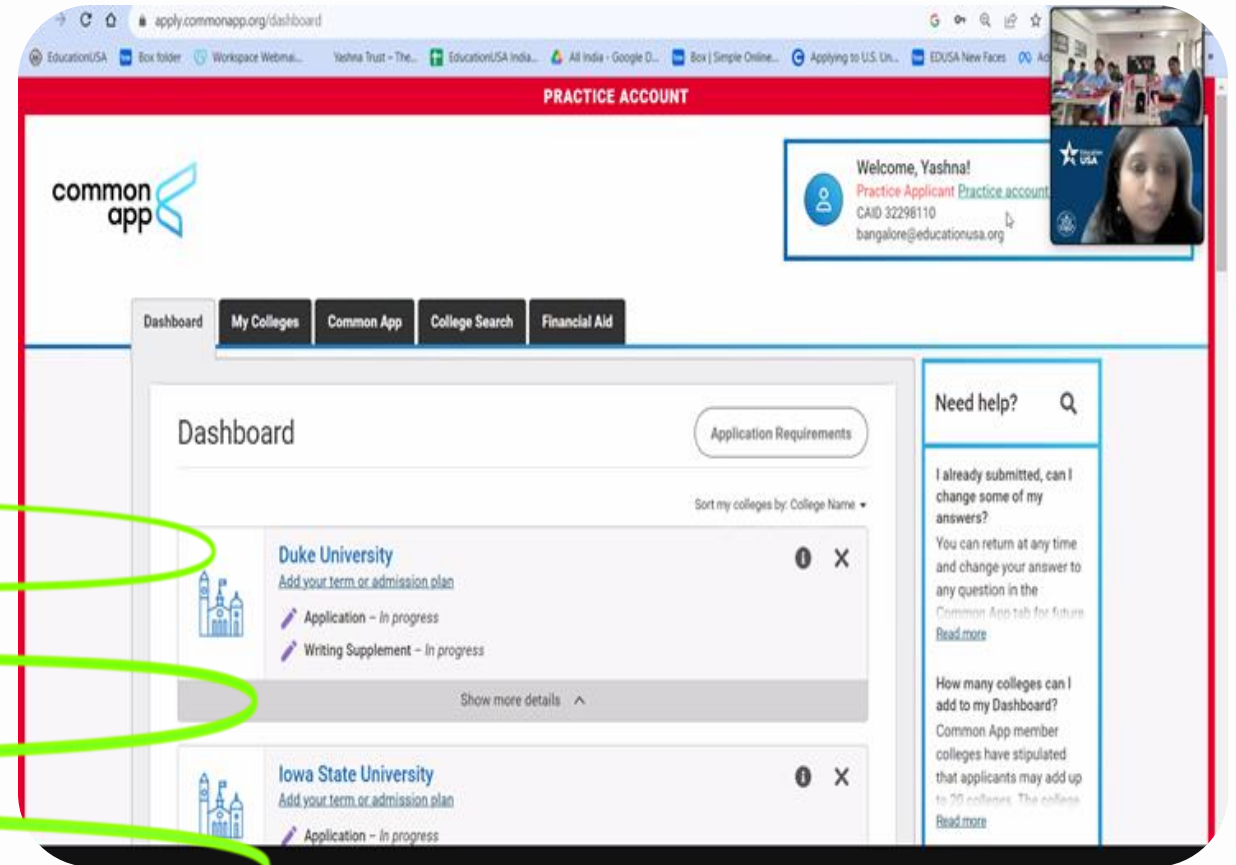 apply.commonapp.org/dashboard
EducationUSA Box folder Workspace Webmai... Yashna Trust – The... EducationUSA India... All India - Google D... Box | Simple Online... Applying to U.S. Un... EDUSA New Faces
PRACTICE ACCOUNT
common app
Welcome, Yashna!
Practice Applicant Practice account
CAID 32298110
bangalore@educationusa.org
Education
USA
Dashboard My Colleges Common App College Search Financial Aid
Dashboard
Application Requirements
Sort my colleges by: College Name
Duke University
Add your term or admission plan
Application – In progress
Writing Supplement – In progress
Show more details
Iowa State University
Add your term or admission plan
Application – In progress
Need help?
I already submitted, can I
change some of my
answers?
You can return at any time
and change your answer to
any question in the
Common App tab for future
Read more
How many colleges can I
add to my Dashboard?
Common App member
colleges have stipulated
that applicants may add up
to 20 colleges. The college
Read more